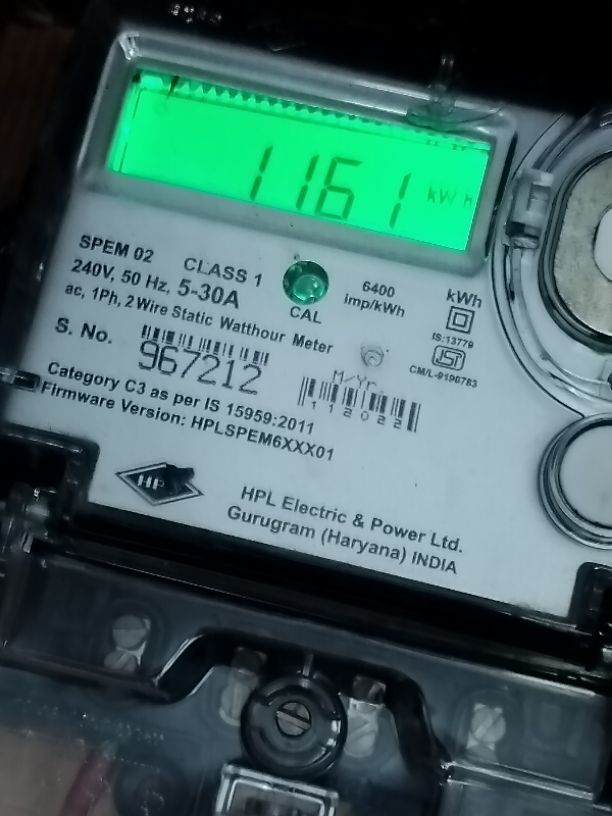 1161 kWh
SPEM 02 CLASS 1
240V, 50 Hz, 5-30A
ac, 1Ph, 2 Wire Static Watthour Meter
CAL
6400
imp/kWh
kWh
IS:13779
ISI
CM/L-9190783
S. No.
967212
M/Yr.
112022
Category C3 as per IS 15959:2011
Firmware Version: HPLSPEM6XXX01
HPL Electric & Power Ltd.
Gurugram (Haryana) INDIA